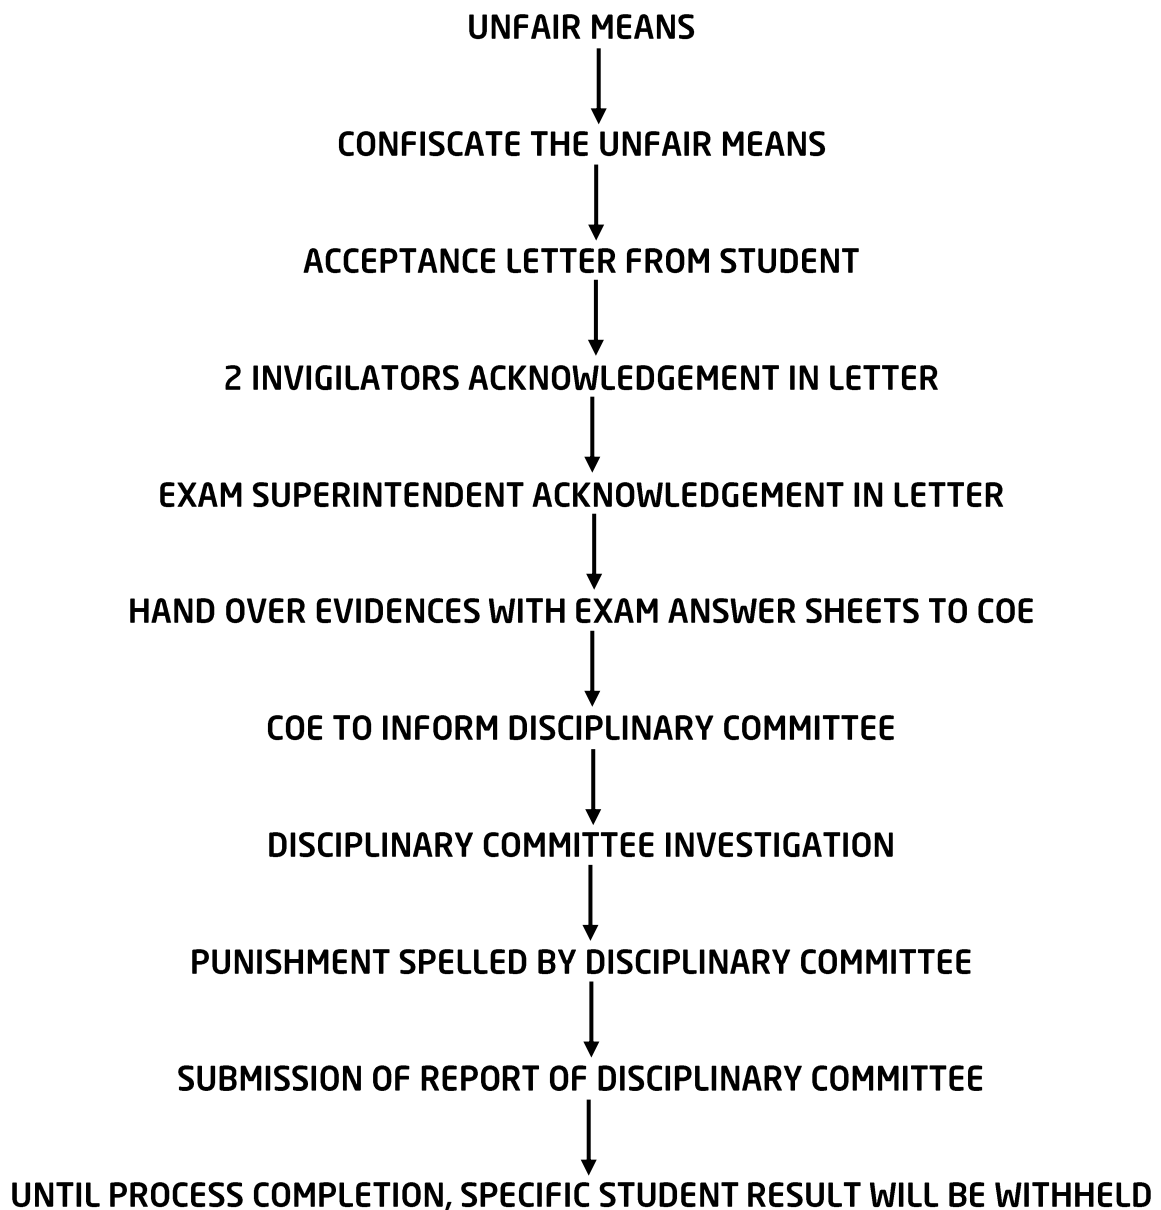 UNFAIR MEANS
CONFISCATE THE UNFAIR MEANS
ACCEPTANCE LETTER FROM STUDENT
2 INVIGILATORS ACKNOWLEDGEMENT IN LETTER
EXAM SUPERINTENDENT ACKNOWLEDGEMENT IN LETTER
HAND OVER EVIDENCES WITH EXAM ANSWER SHEETS TO COE
COE TO INFORM DISCIPLINARY COMMITTEE
DISCIPLINARY COMMITTEE INVESTIGATION
PUNISHMENT SPELLED BY DISCIPLINARY COMMITTEE
SUBMISSION OF REPORT OF DISCIPLINARY COMMITTEE
UNTIL PROCESS COMPLETION, SPECIFIC STUDENT RESULT WILL BE WITHHELD